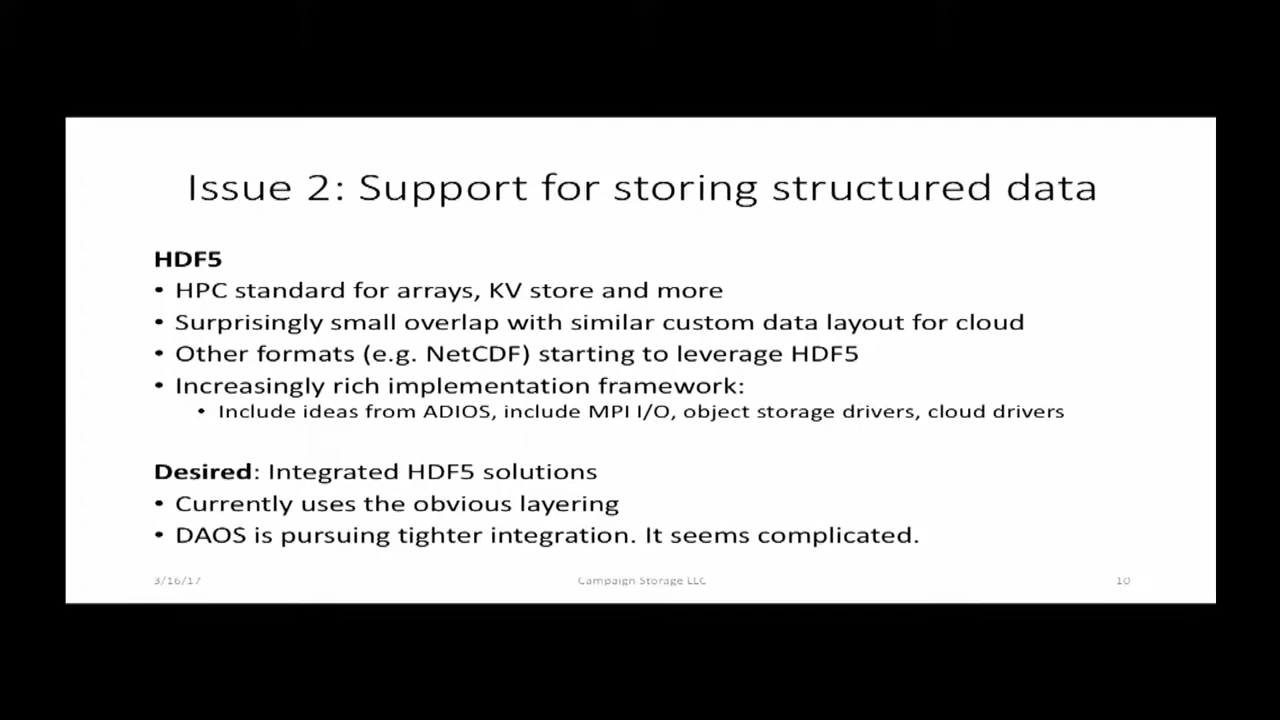 Issue 2: Support for storing structured data
HDF5
• HPC standard for arrays, KV store and more
• Surprisingly small overlap with similar custom data layout for cloud
• Other formats (e.g. NetCDF) starting to leverage HDF5
• Increasingly rich implementation framework:
• Include ideas from ADIOS, include MPI I/O, object storage drivers, cloud drivers
Desired: Integrated HDF5 solutions
• Currently uses the obvious layering
• DAOS is pursuing tighter integration. It seems complicated.
3/16/17 Campaign Storage LLC 10